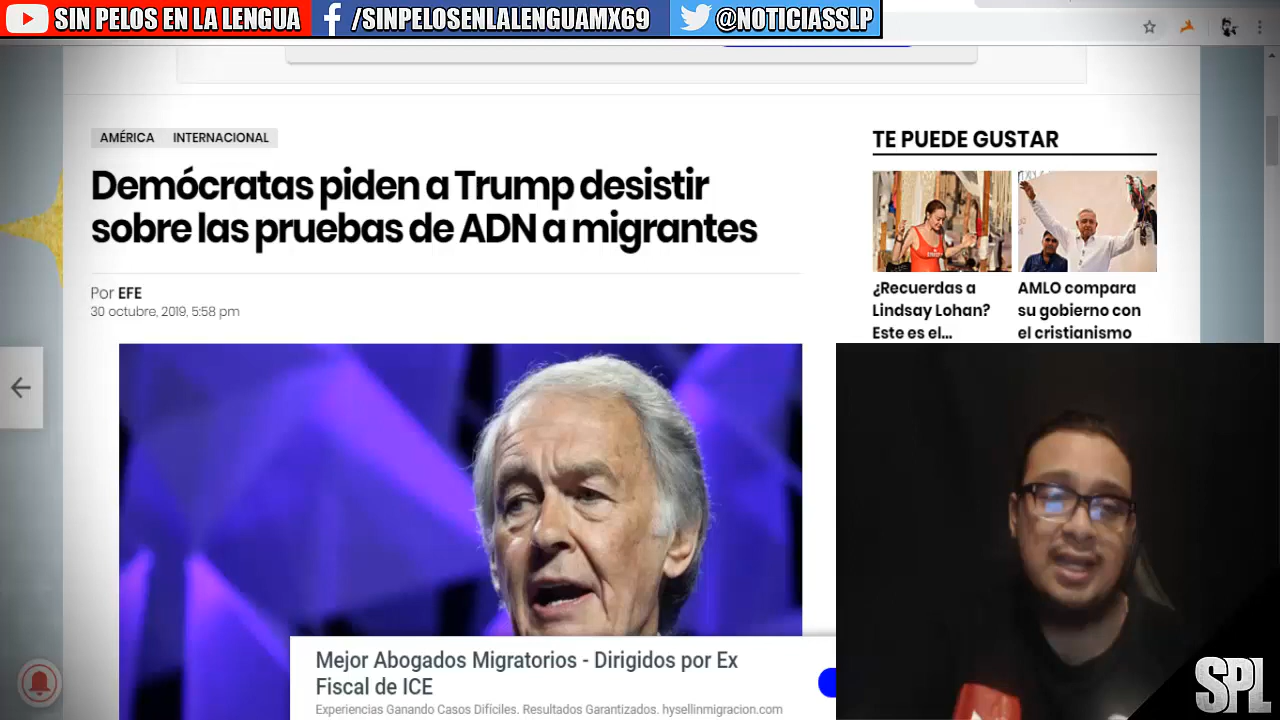 SIN PELOS EN LA LENGUA
/SINPELOSENLALENGUAMX69
@NOTICIASSLP
AMÉRICA INTERNACIONAL
Demócratas piden a Trump desistir
sobre las pruebas de ADN a migrantes
Por EFE
30 octubre, 2019, 5:58 pm
TE PUEDE GUSTAR
¿Recuerdas a
Lindsay Lohan?
Este es el...
AMLO compara
su gobierno con
el cristianismo
Mejor Abogados Migratorios - Dirigidos por Ex
Fiscal de ICE
Experiencias Ganando Casos Difíciles. Resultados Garantizados. hysellinmigracion.com
SPL